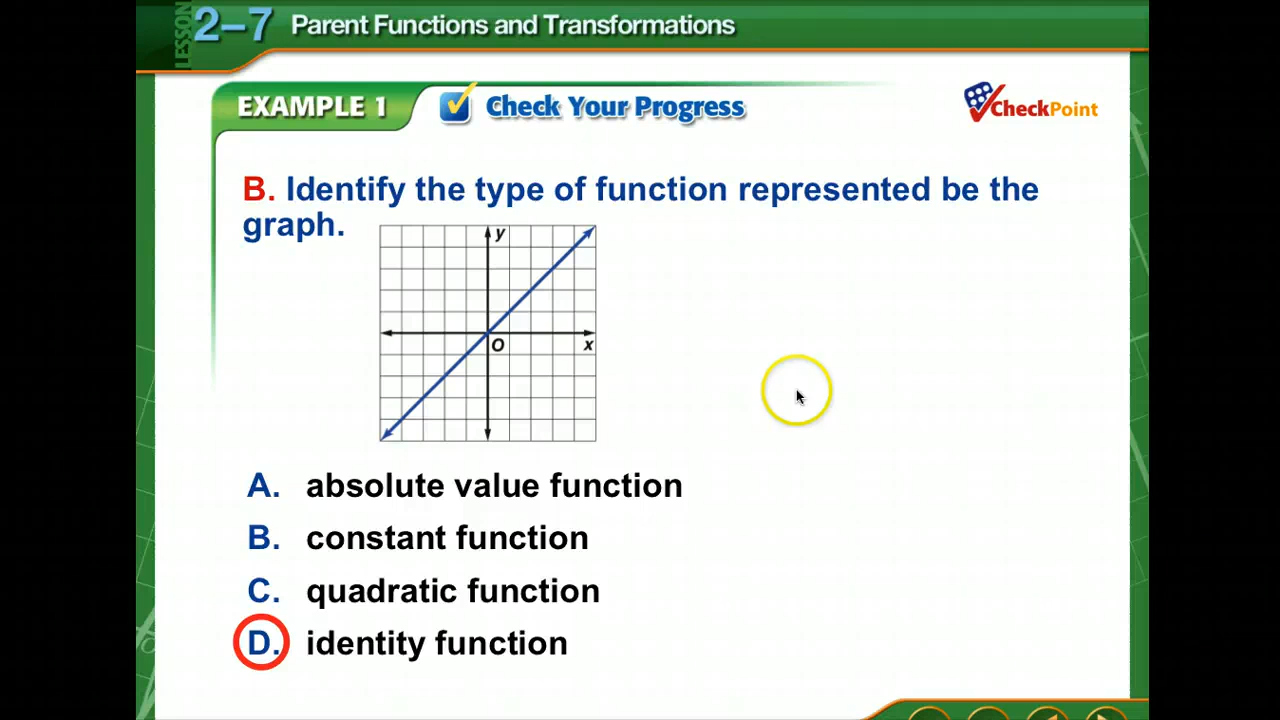 LESSON 2–7 Parent Functions and Transformations
EXAMPLE 1 Check Your Progress CheckPoint
B. Identify the type of function represented be the
graph.
y
O x
A. absolute value function
B. constant function
C. quadratic function
D. identity function